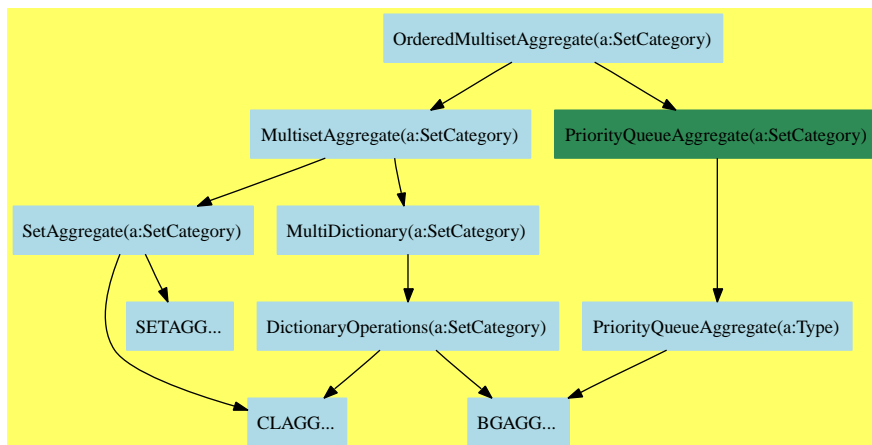 OrderedMultisetAggregate(a:SetCategory)
MultisetAggregate(a:SetCategory)
PriorityQueueAggregate(a:SetCategory)
SetAggregate(a:SetCategory)
MultiDictionary(a:SetCategory)
SETAGG...
DictionaryOperations(a:SetCategory)
PriorityQueueAggregate(a:Type)
CLAGG...
BGAGG...